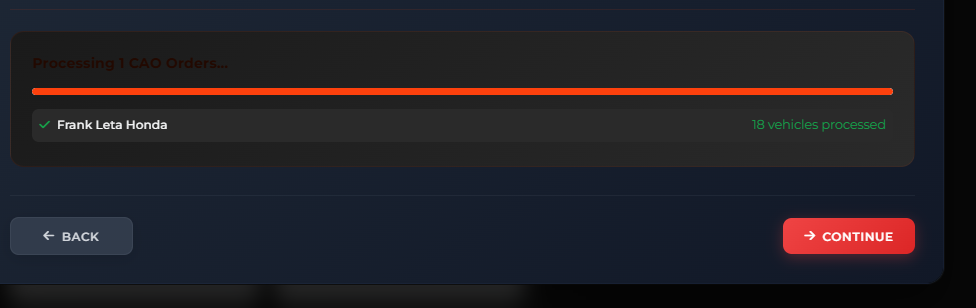 Processing 1 CAO Orders...
Frank Leta Honda
18 vehicles processed
BACK
CONTINUE